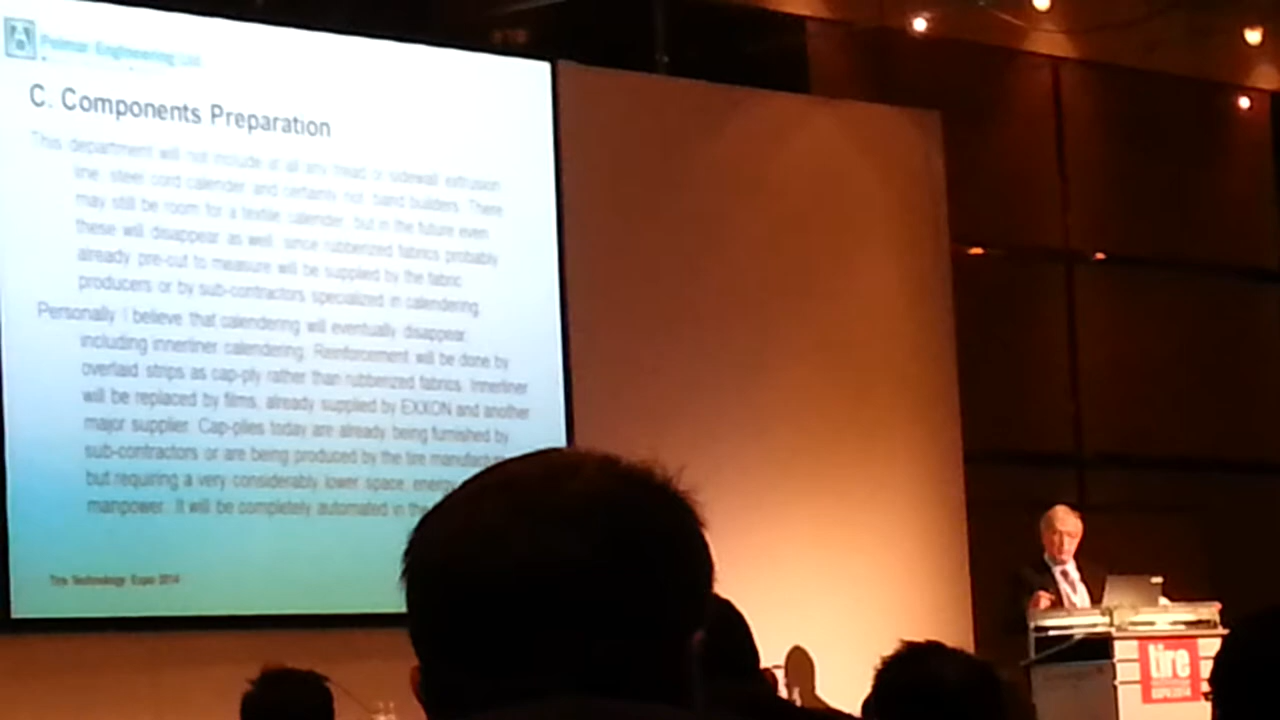 Polmar Engineering Ltd
C. Components Preparation
This department will not include at all any tread or sidewall extrusion
line, steel cord calender and certainly not band builders. There
may still be room for a textile calender, but in the future even
these will disappear as well, since rubberized fabrics probably
already pre-cut to measure will be supplied by the fabric
producers or by sub-contractors specialized in calendering.
Personally I believe that calendering will eventually disappear,
including innerliner calendering. Reinforcement will be done by
overlaid strips as cap-ply rather than rubberized fabrics. Innerliner
will be replaced by films, already supplied by EXXON and another
major supplier. Cap-plies today are already being furnished by
sub-contractors or are being produced by the tire
but requiring a very considerably lower space, energy
manpower. It will be completely automated in the
Tire Technology Expo 2014
tire